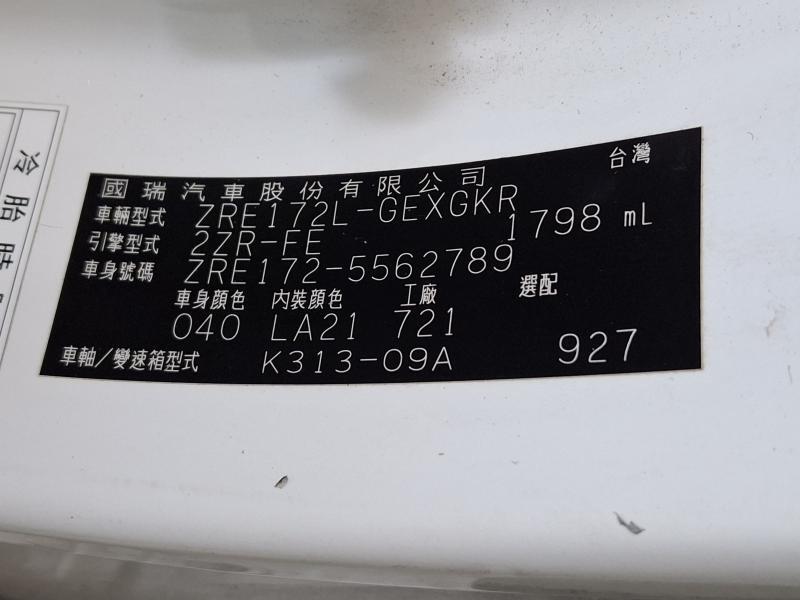 國瑞汽車股份有限公司 台灣
車輛型式 ZRE172L-GEXGKR
引擎型式 2ZR-FE 1798 mL
車身號碼 ZRE172-5562789
車身顏色 內裝顏色 工廠 選配
040 LA21 721
車軸/變速箱型式 K313-09A 927
冷胎時